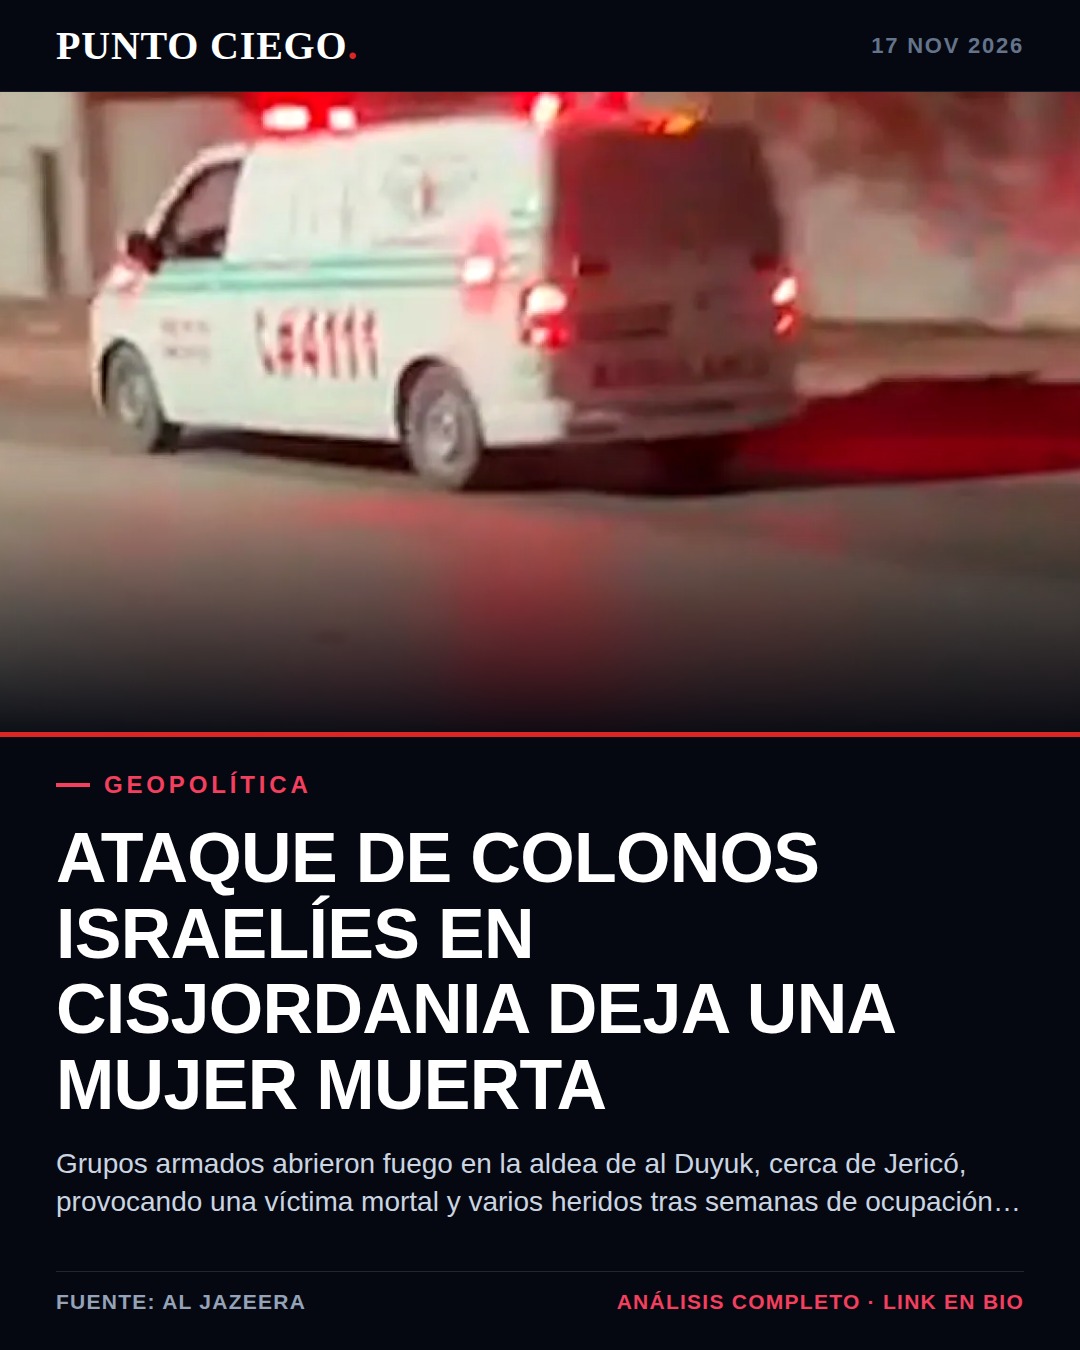 PUNTO CIEGO.
17 NOV 2026
GEOPOLÍTICA
ATAQUE DE COLONOS
ISRAELÍES EN
CISJORDANIA DEJA UNA
MUJER MUERTA
Grupos armados abrieron fuego en la aldea de al Duyuk, cerca de Jericó,
provocando una víctima mortal y varios heridos tras semanas de ocupación…
FUENTE: AL JAZEERA
ANÁLISIS COMPLETO · LINK EN BIO